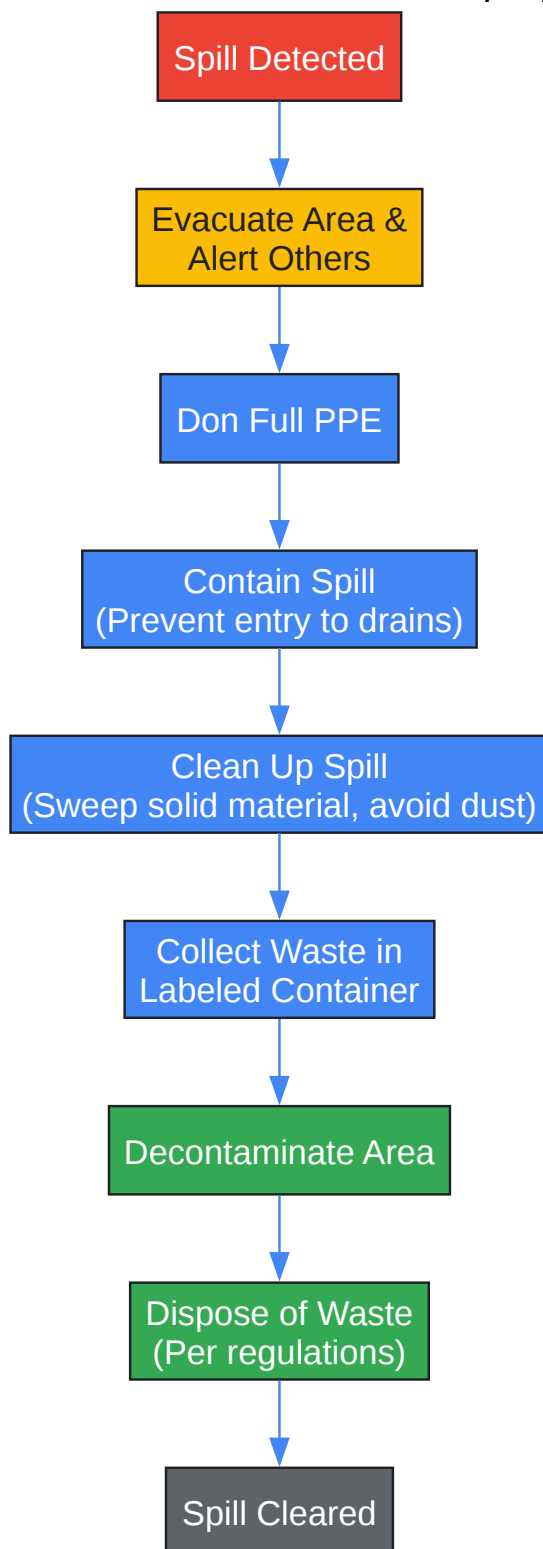 Spill Detected
Evacuate Area &
Alert Others
Don Full PPE
Contain Spill
(Prevent entry to drains)
Clean Up Spill
(Sweep solid material, avoid dust)
Collect Waste in
Labeled Container
Decontaminate Area
Dispose of Waste
(Per regulations)
Spill Cleared